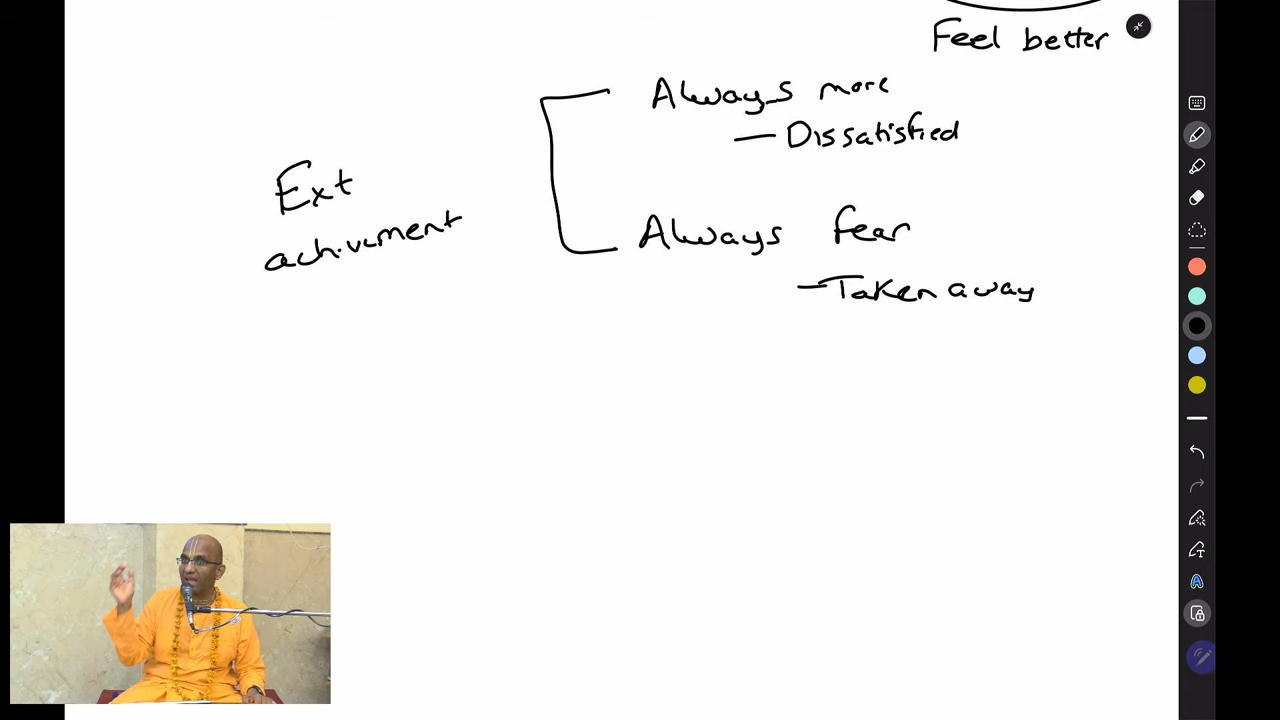 Feel better
Always more
— Dissatisfied
Ext
achivement
Always fear
— Taken away